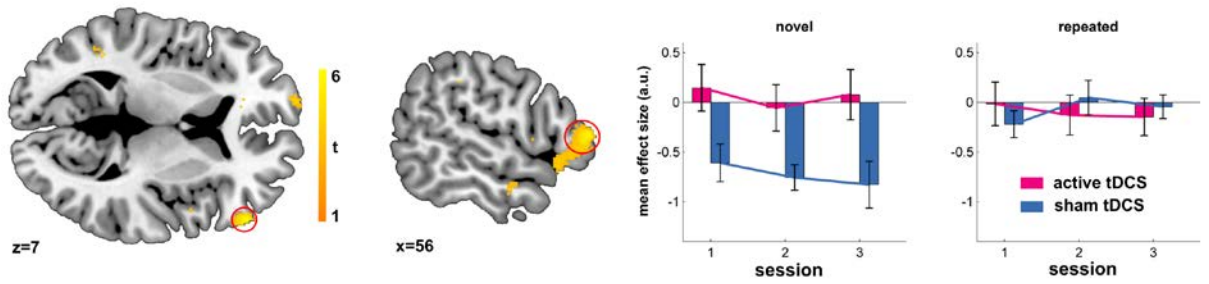 6
t
1
z=7
x=56
novel
mean effect size (a.u.)
0.5
0
-0.5
-1
1 2 3
session
repeated
0.5
0
-0.5
-1
active tDCS
sham tDCS
1 2 3
session